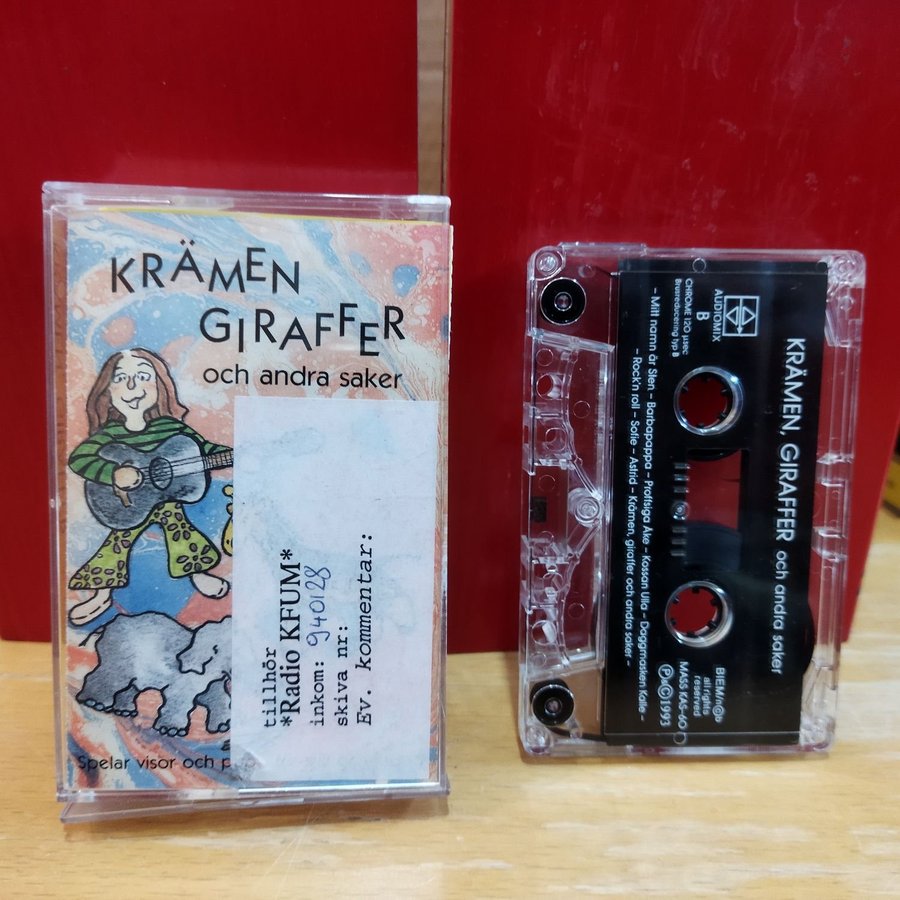 KRÄMEN
GIRAFFER
och andra saker
Spelar visor och
tillhör
*Radio KFUM*
inkom: 940128
skiva nr:
Ev. kommentar:
KRÄMEN, GIRAFFER och andra saker
AUDIOMIX
B
CHROME 120 µsec
Brusreducering typ B
BIEM/n©b
all rights
reserved
MASS KAS-60
Ⓟ&©1993
– Mitt namn är Sten – Barbapappa – Proffsiga Åke – Kossan Ulla – Daggmasken Kalle –
– Rock'n roll – Sofie – Astrid – Krämen, giraffer och andra saker –